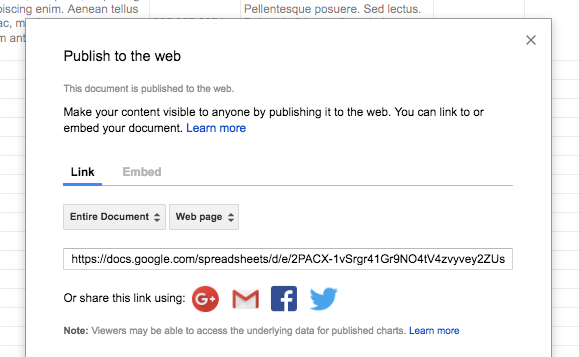 piscing enim. Aenean tellus
Pellentesque posuere. Sed lectus.
ac, m
m ant
Publish to the web
This document is published to the web.
Make your content visible to anyone by publishing it to the web. You can link to or
embed your document. Learn more
Link Embed
Entire Document Web page
https://docs.google.com/spreadsheets/d/e/2PACX-1vSrgr41Gr9NO4tV4zvyvey2ZUs
Or share this link using: G+ f
Note: Viewers may be able to access the underlying data for published charts. Learn more